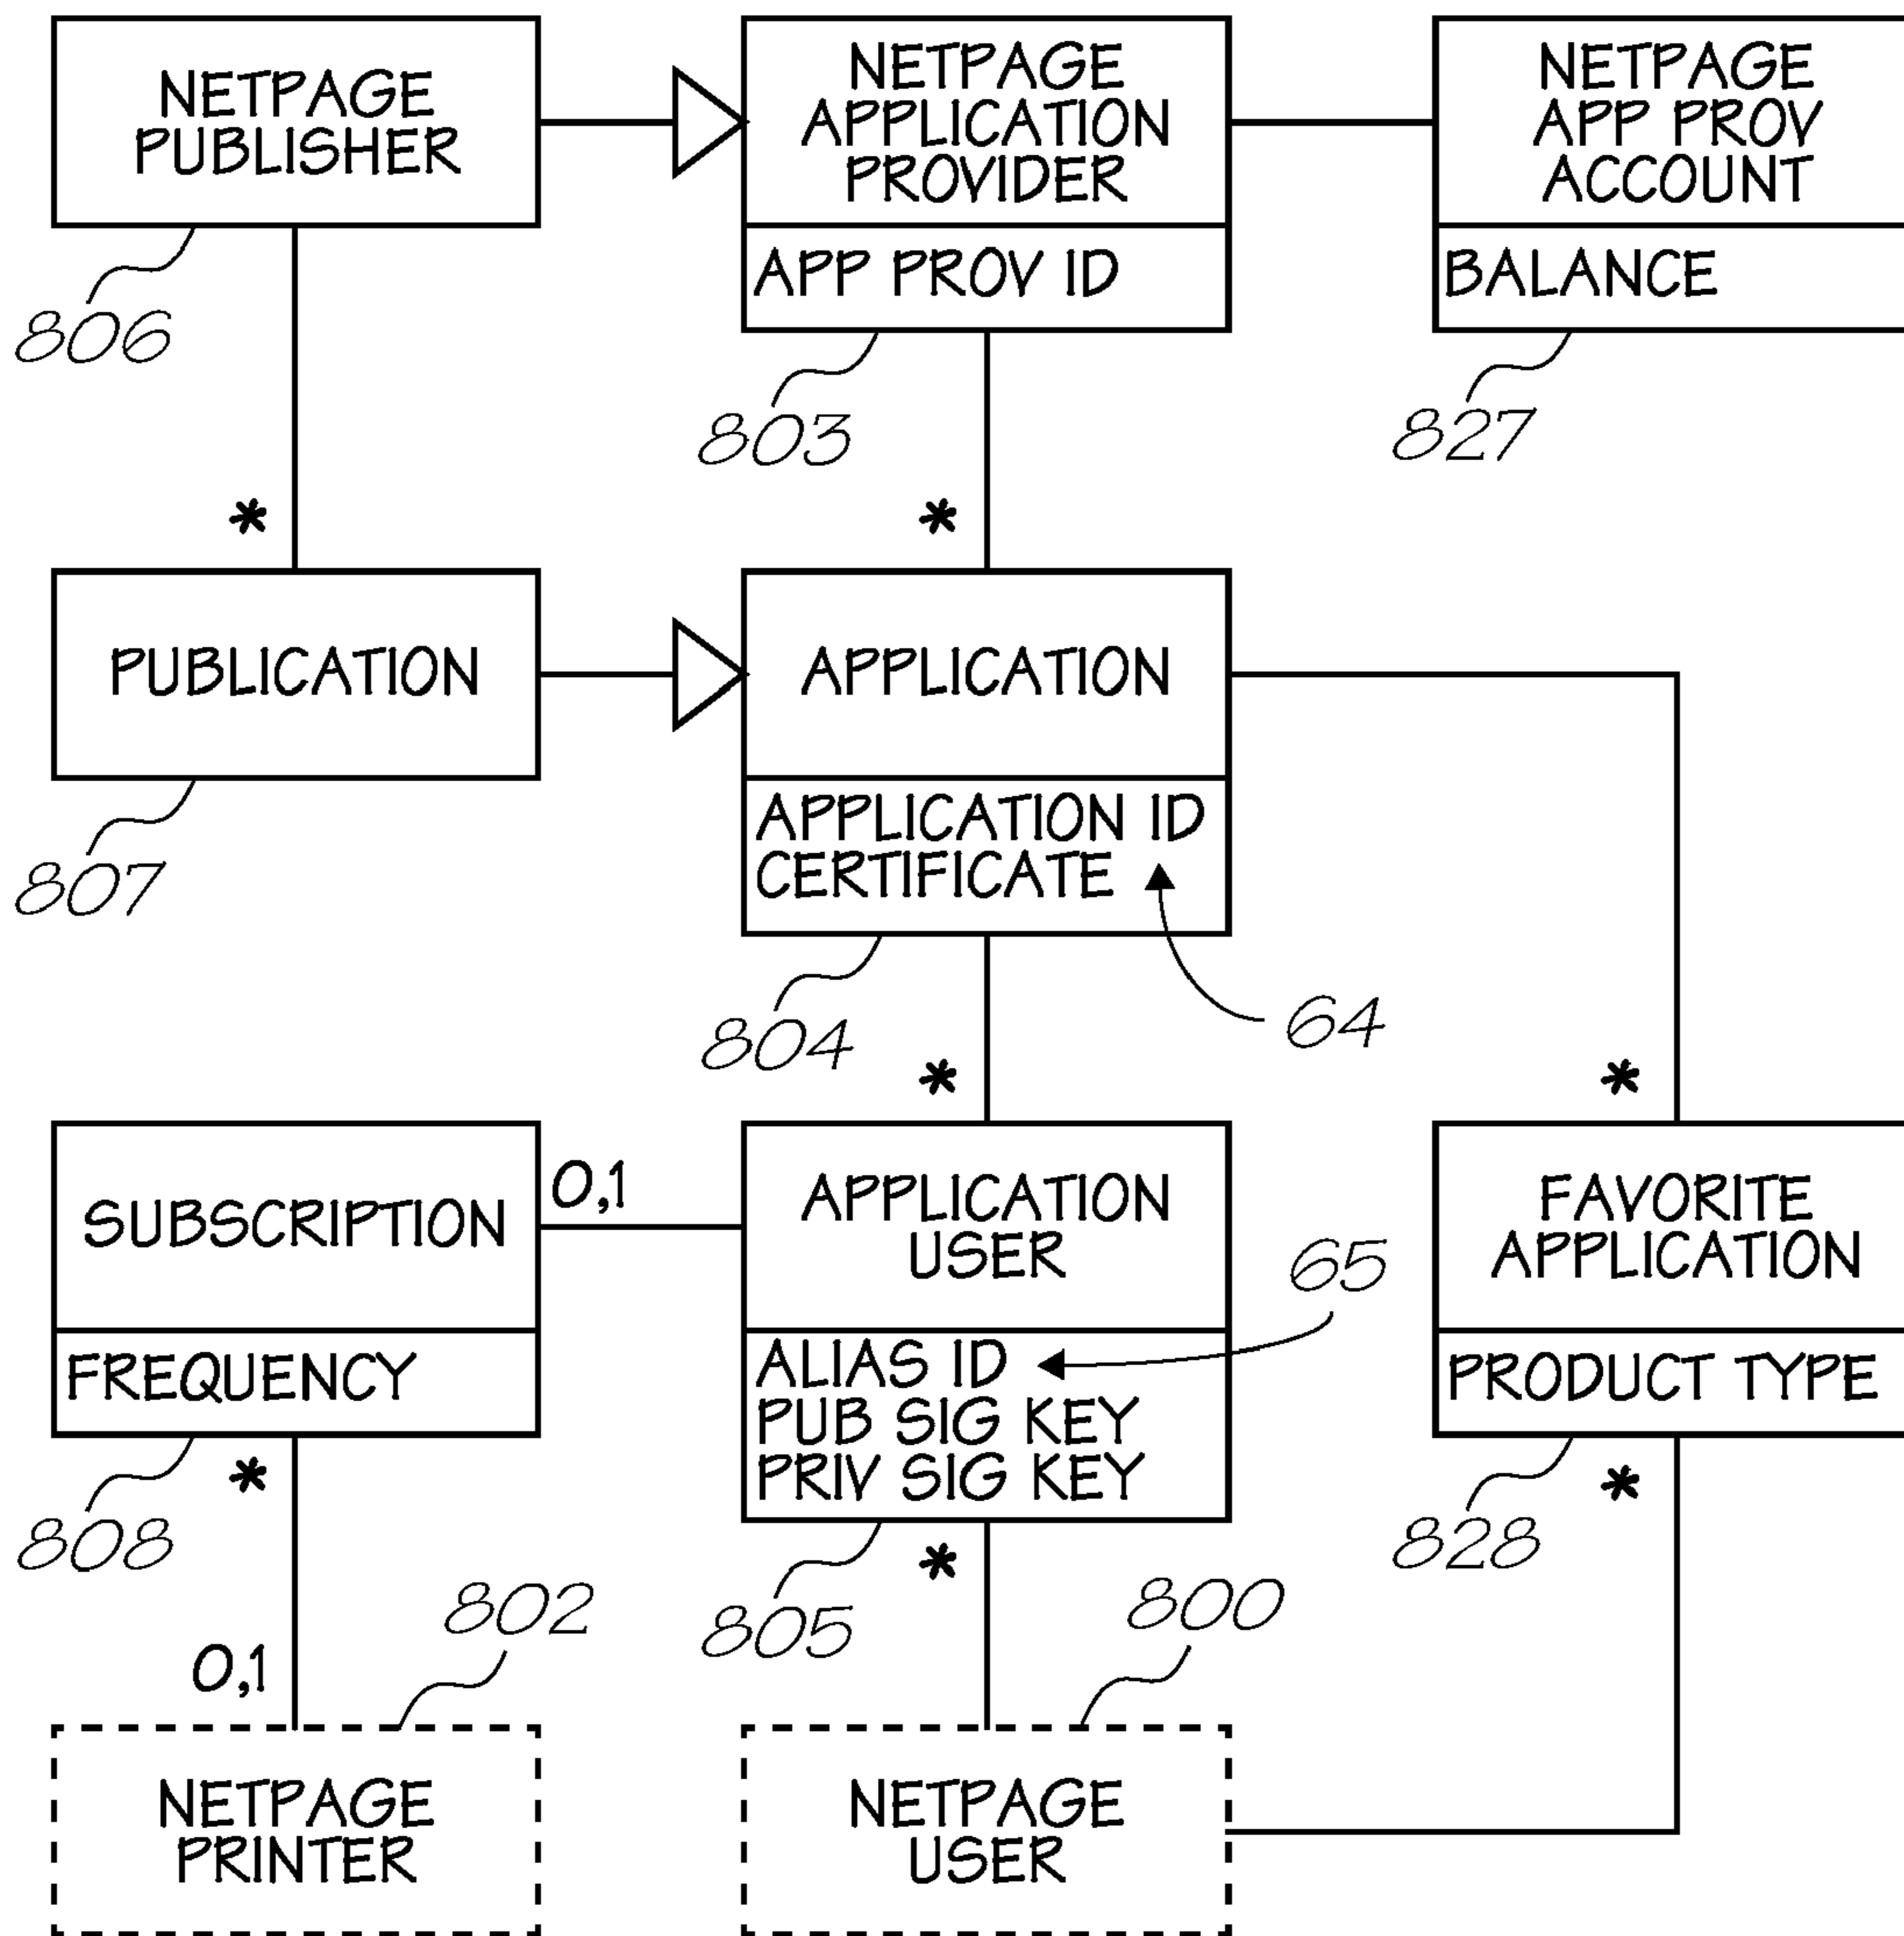 NETPAGE
PUBLISHER
806
NETPAGE
APPLICATION
PROVIDER
APP PROV ID
803
NETPAGE
APP PROV
ACCOUNT
BALANCE
827
*
*
PUBLICATION
807
APPLICATION
APPLICATION ID
CERTIFICATE
804
64
*
*
SUBSCRIPTION
FREQUENCY
808
0,1
APPLICATION
USER
ALIAS ID
PUB SIG KEY
PRIV SIG KEY
805
65
FAVORITE
APPLICATION
PRODUCT TYPE
828
*
*
*
0,1
802
800
NETPAGE
PRINTER
NETPAGE
USER